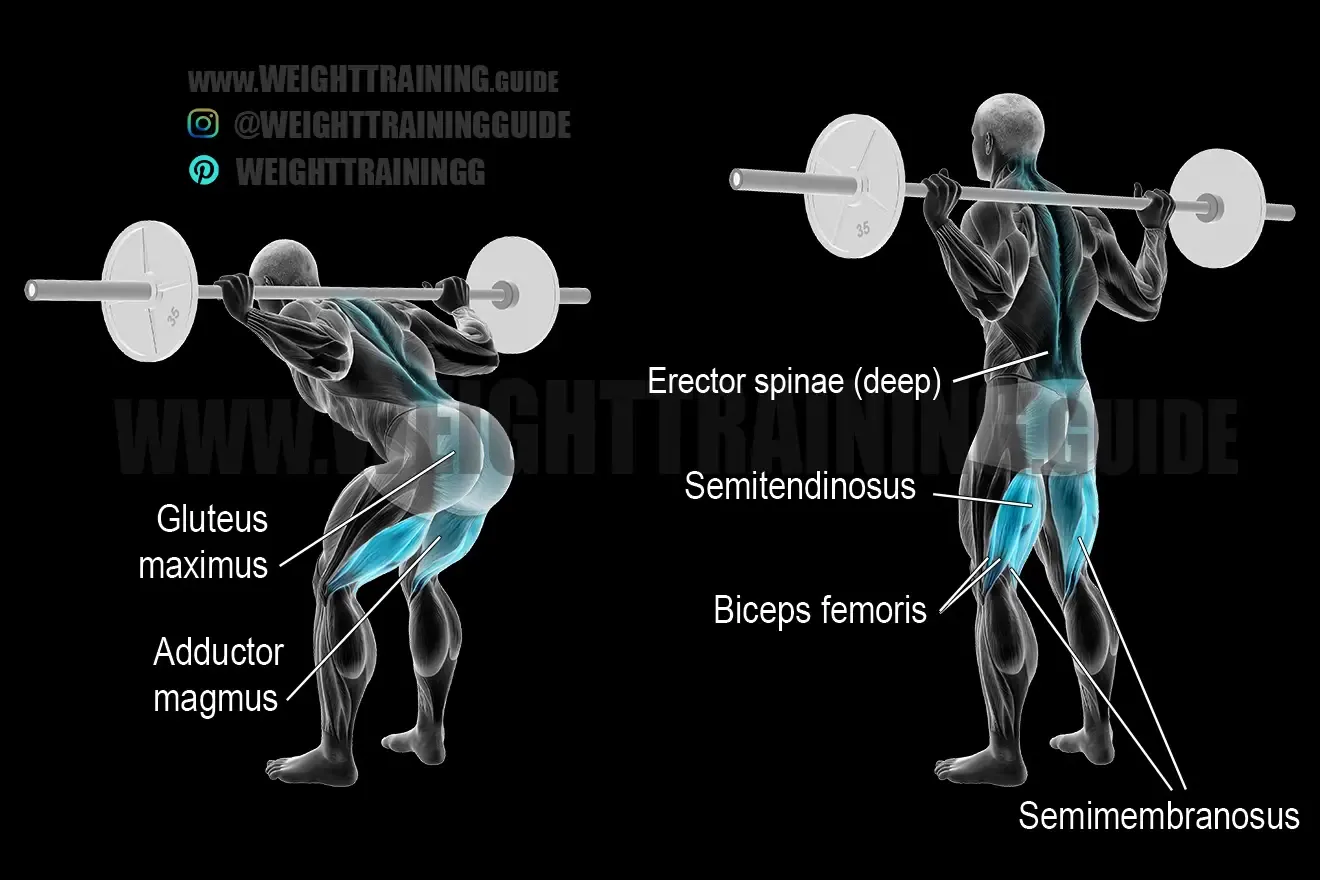 www.WEIGHTTRAINING.GUIDE
@WEIGHTTRAININGGUIDE
WEIGHTTRAININGG
35
35
WWW.WEIGHTTRAINING.GUIDE
Erector spinae (deep)
Semitendinosus
Gluteus
maximus
Biceps femoris
Adductor
magmus
Semimembranosus